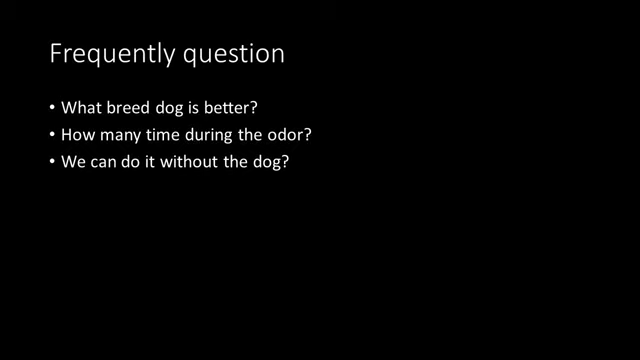 Frequently question
• What breed dog is better?
• How many time during the odor?
• We can do it without the dog?